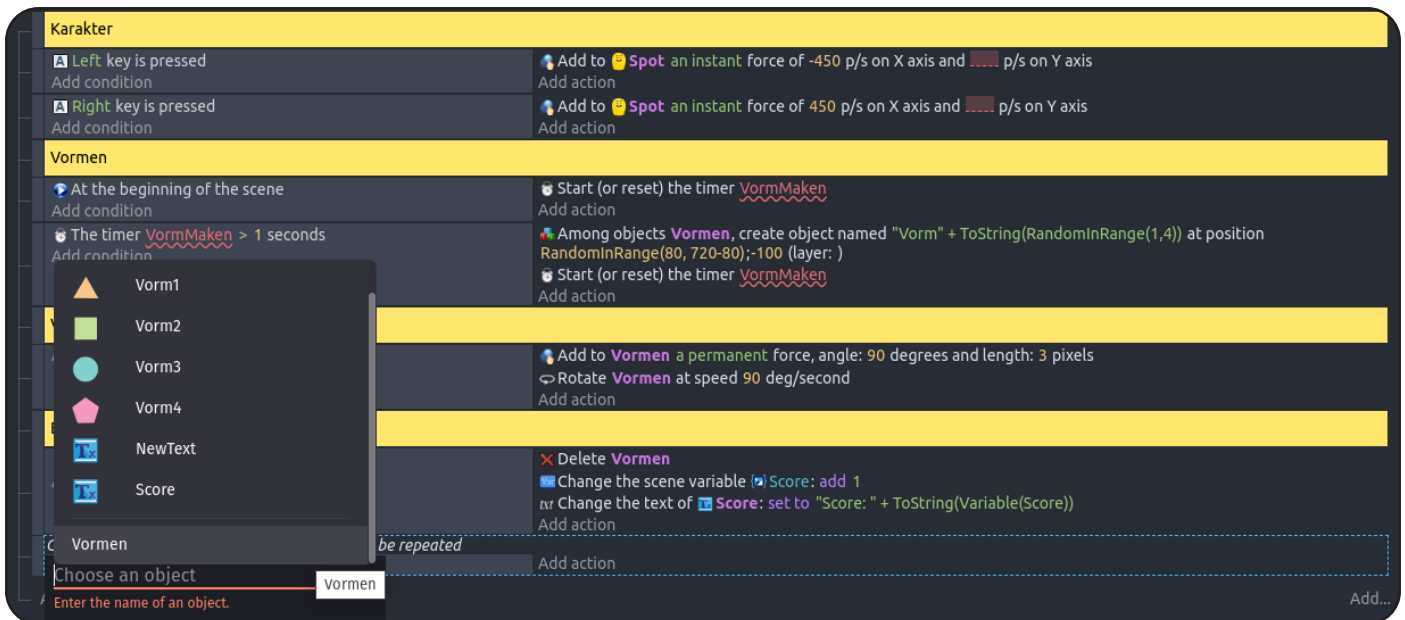 Karakter
Left key is pressed
Add condition
Add to Spot an instant force of -450 p/s on X axis and ..... p/s on Y axis
Add action
Right key is pressed
Add condition
Add to Spot an instant force of 450 p/s on X axis and ..... p/s on Y axis
Add action
Vormen
At the beginning of the scene
Add condition
Start (or reset) the timer VormMaken
Add action
The timer VormMaken > 1 seconds
Add condition
Among objects Vormen, create object named "Vorm" + ToString(RandomInRange(1,4)) at position
RandomInRange(80, 720-80);-100 (layer: )
Start (or reset) the timer VormMaken
Add action
Vorm1
Vorm2
Vorm3
Vorm4
NewText
Score
Vormen
Choose an object
Vormen
Enter the name of an object.
Add to Vormen a permanent force, angle: 90 degrees and length: 3 pixels
Rotate Vormen at speed 90 deg/second
Add action
Delete Vormen
Change the scene variable Score: add 1
Change the text of Score: set to "Score: " + ToString(Variable(Score))
Add action
be repeated
Add action
Add...